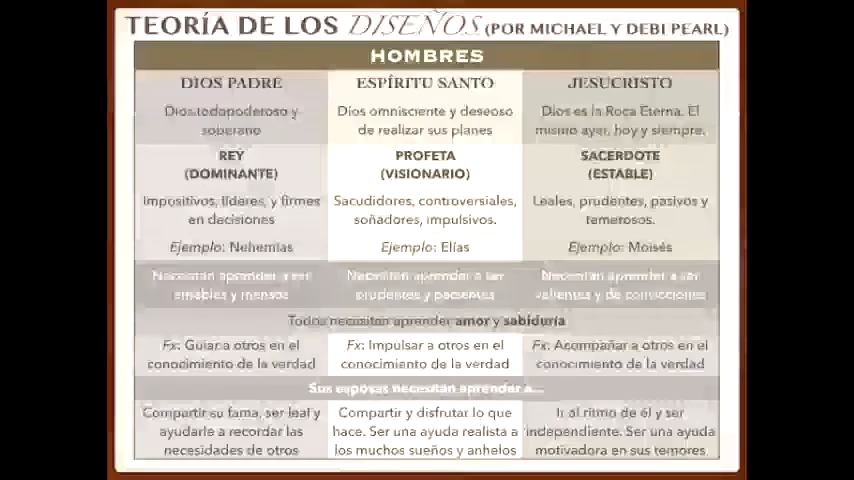 TEORÍA DE LOS DISEÑOS (POR MICHAEL Y DEBI PEARL)
HOMBRES
DIOS PADRE
Dios todopoderoso y
soberano
REY
(DOMINANTE)
Impositivos, líderes, y firmes
en decisiones
Ejemplo: Nehemías
Necesitan aprender a ser
amables y mansos
ESPÍRITU SANTO
Dios omnisciente y deseoso
de realizar sus planes
PROFETA
(VISIONARIO)
Sacudidores, controversiales,
soñadores, impulsivos.
Ejemplo: Elías
Necesitan aprender a ser
prudentes y pacientes
JESUCRISTO
Dios es la Roca Eterna. El
mismo ayer, hoy y siempre.
SACERDOTE
(ESTABLE)
Leales, prudentes, pasivos y
temerosos.
Ejemplo: Moisés
Necesitan aprender a ser
valientes y de convicciones
Todos necesitan aprender amor y sabiduría
Fx: Guiar a otros en el
conocimiento de la verdad
Fx: Impulsar a otros en el
conocimiento de la verdad
Fx: Acompañar a otros en el
conocimiento de la verdad
Sus esposas necesitan aprender a...
Compartir su fama, ser leal y
ayudarle a recordar las
necesidades de otros
Compartir y disfrutar lo que
hace. Ser una ayuda realista a
los muchos sueños y anhelos
Ir al ritmo de él y ser
independiente. Ser una ayuda
motivadora en sus temores.